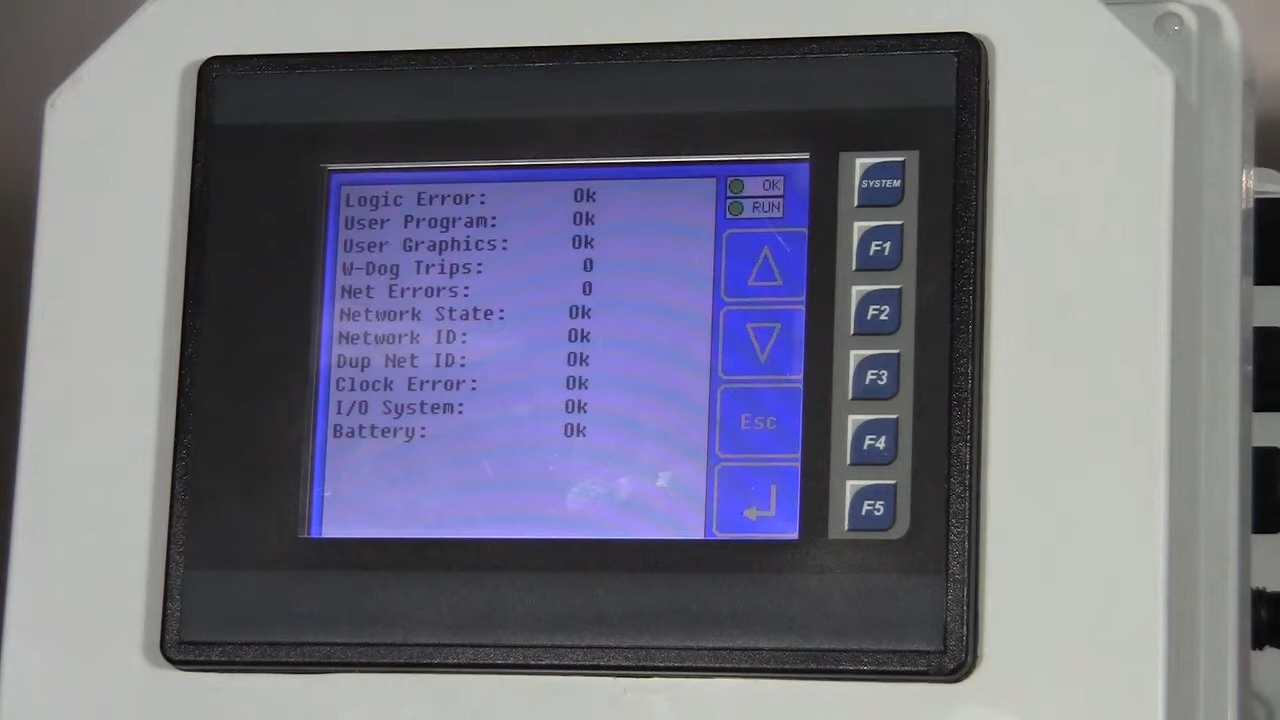 Logic Error: Ok
User Program: Ok
User Graphics: Ok
W-Dog Trips: 0
Net Errors: 0
Network State: Ok
Network ID: Ok
Dup Net ID: Ok
Clock Error: Ok
I/O System: Ok
Battery: Ok
OK
RUN
Esc
SYSTEM
F1
F2
F3
F4
F5